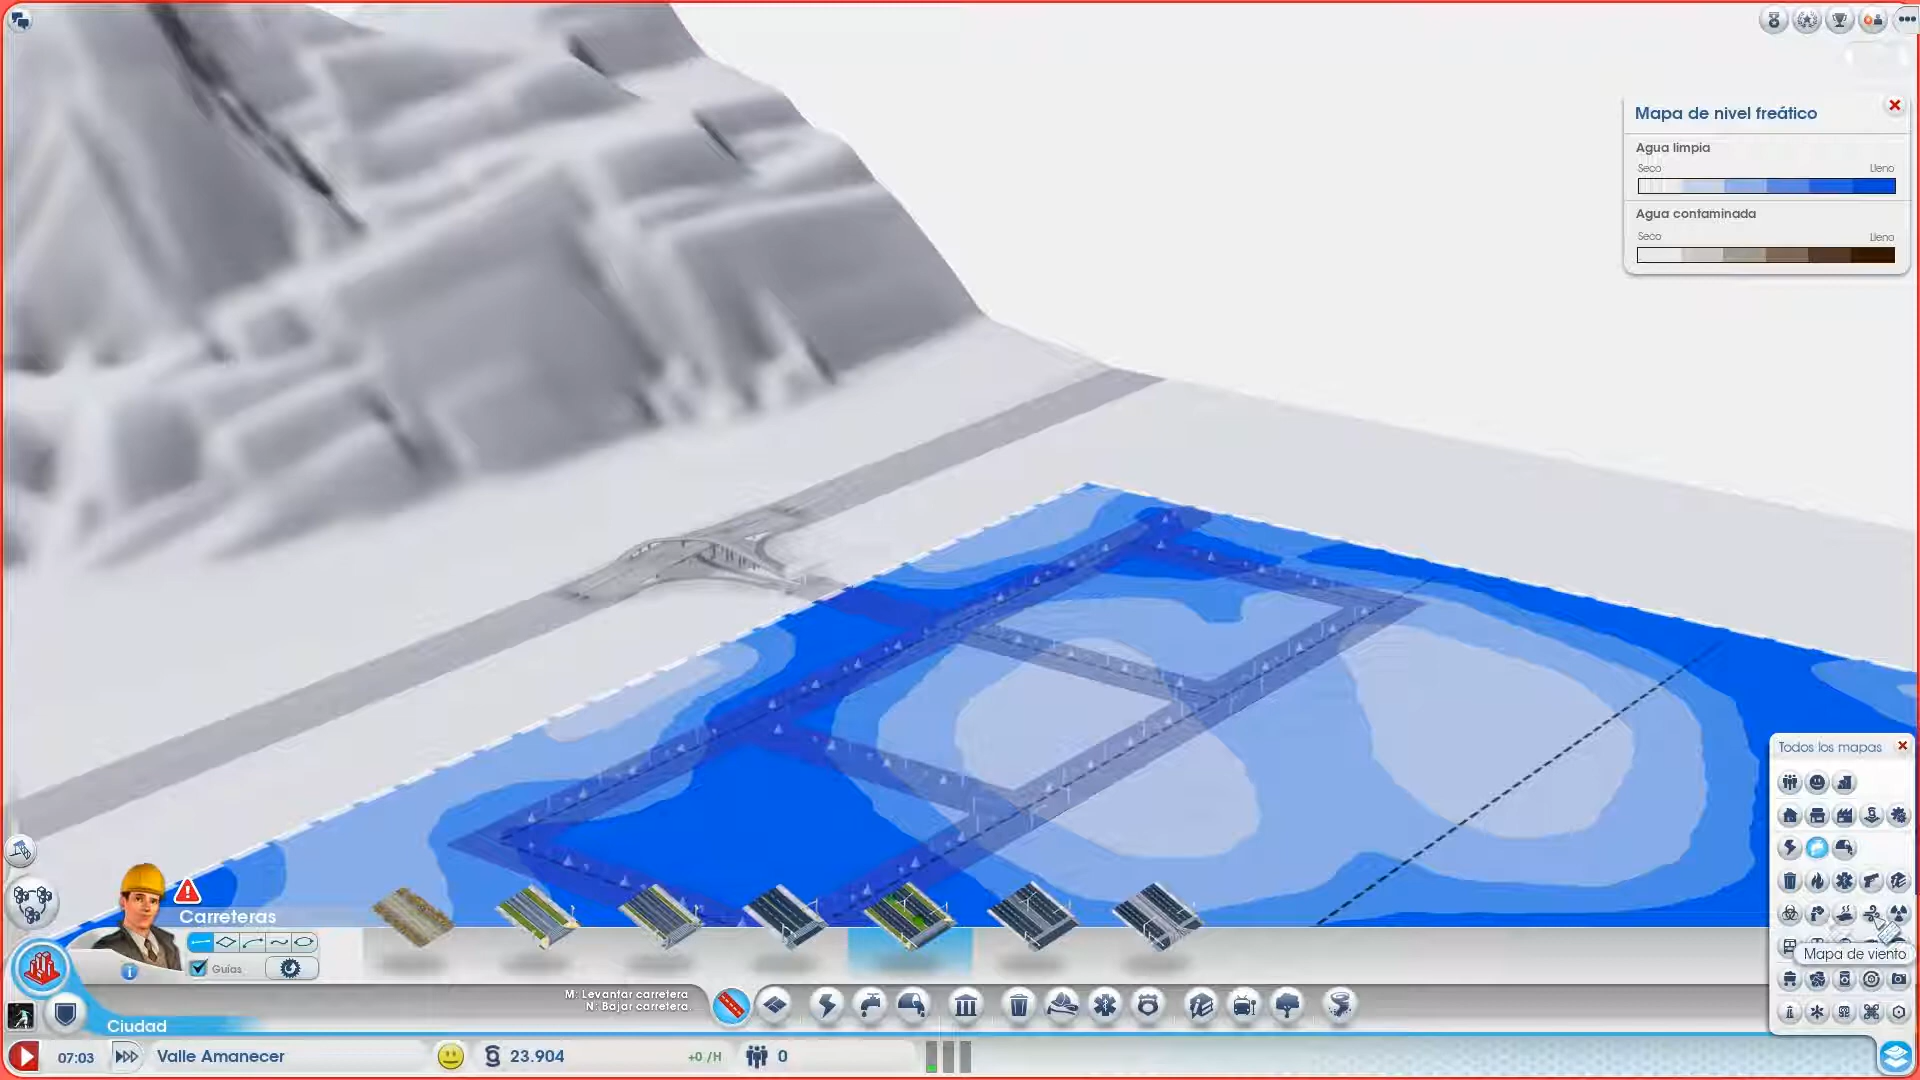 Mapa de nivel freático
Agua limpia
Seco Lleno
Agua contaminada
Seco Lleno
Todos los mapas
Mapa de viento
Carreteras
Guías
M: Levantar carretera
N: Bajar carretera
Ciudad
07:03 Valle Amanecer 23.904 +0 /H 0